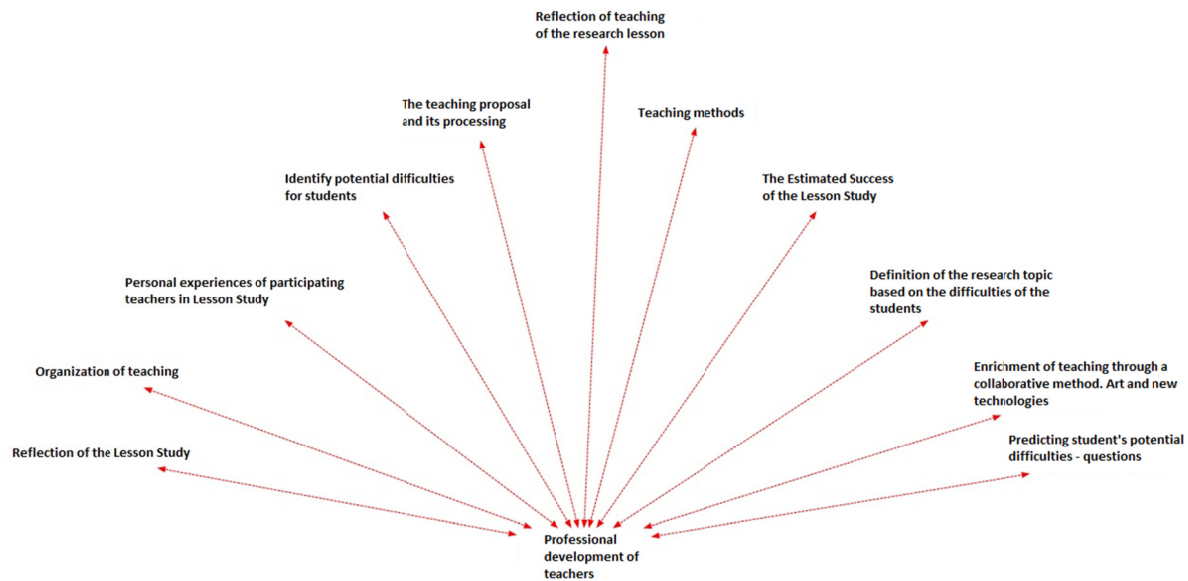 Reflection of teaching
of the research lesson
The teaching proposal
and its processing
Teaching methods
Identify potential difficulties
for students
The Estimated Success
of the Lesson Study
Personal experiences of participating
teachers in Lesson Study
Definition of the research topic
based on the difficulties of the
students
Organization of teaching
Enrichment of teaching through a
collaborative method. Art and new
technologies
Reflection of the Lesson Study
Predicting student's potential
difficulties - questions
Professional
development of
teachers